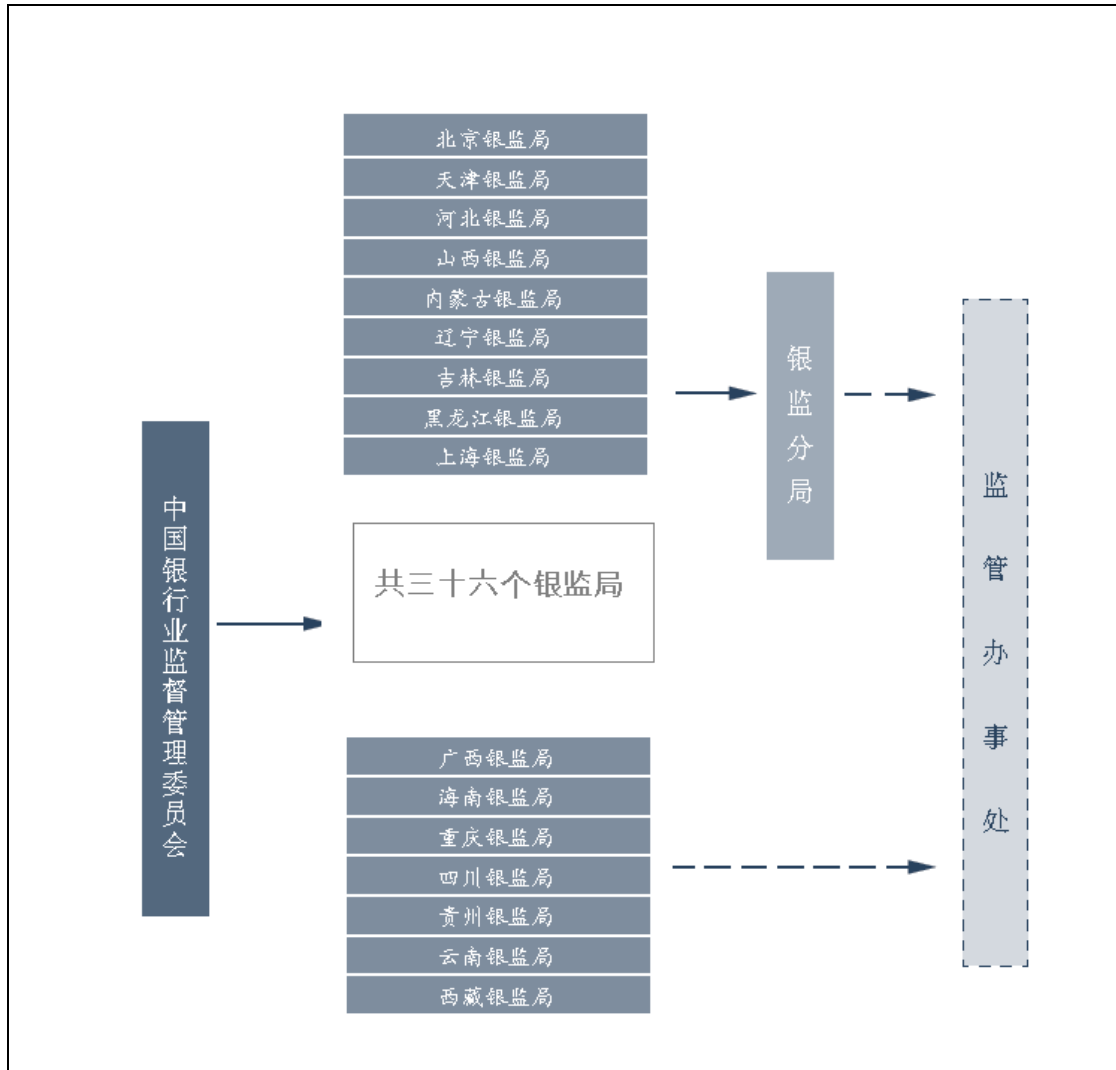 中国银行业监督管理委员会
北京银监局
天津银监局
河北银监局
山西银监局
内蒙古银监局
辽宁银监局
吉林银监局
黑龙江银监局
上海银监局
共三十六个银监局
广西银监局
海南银监局
重庆银监局
四川银监局
贵州银监局
云南银监局
西藏银监局
银监分局
监管办事处